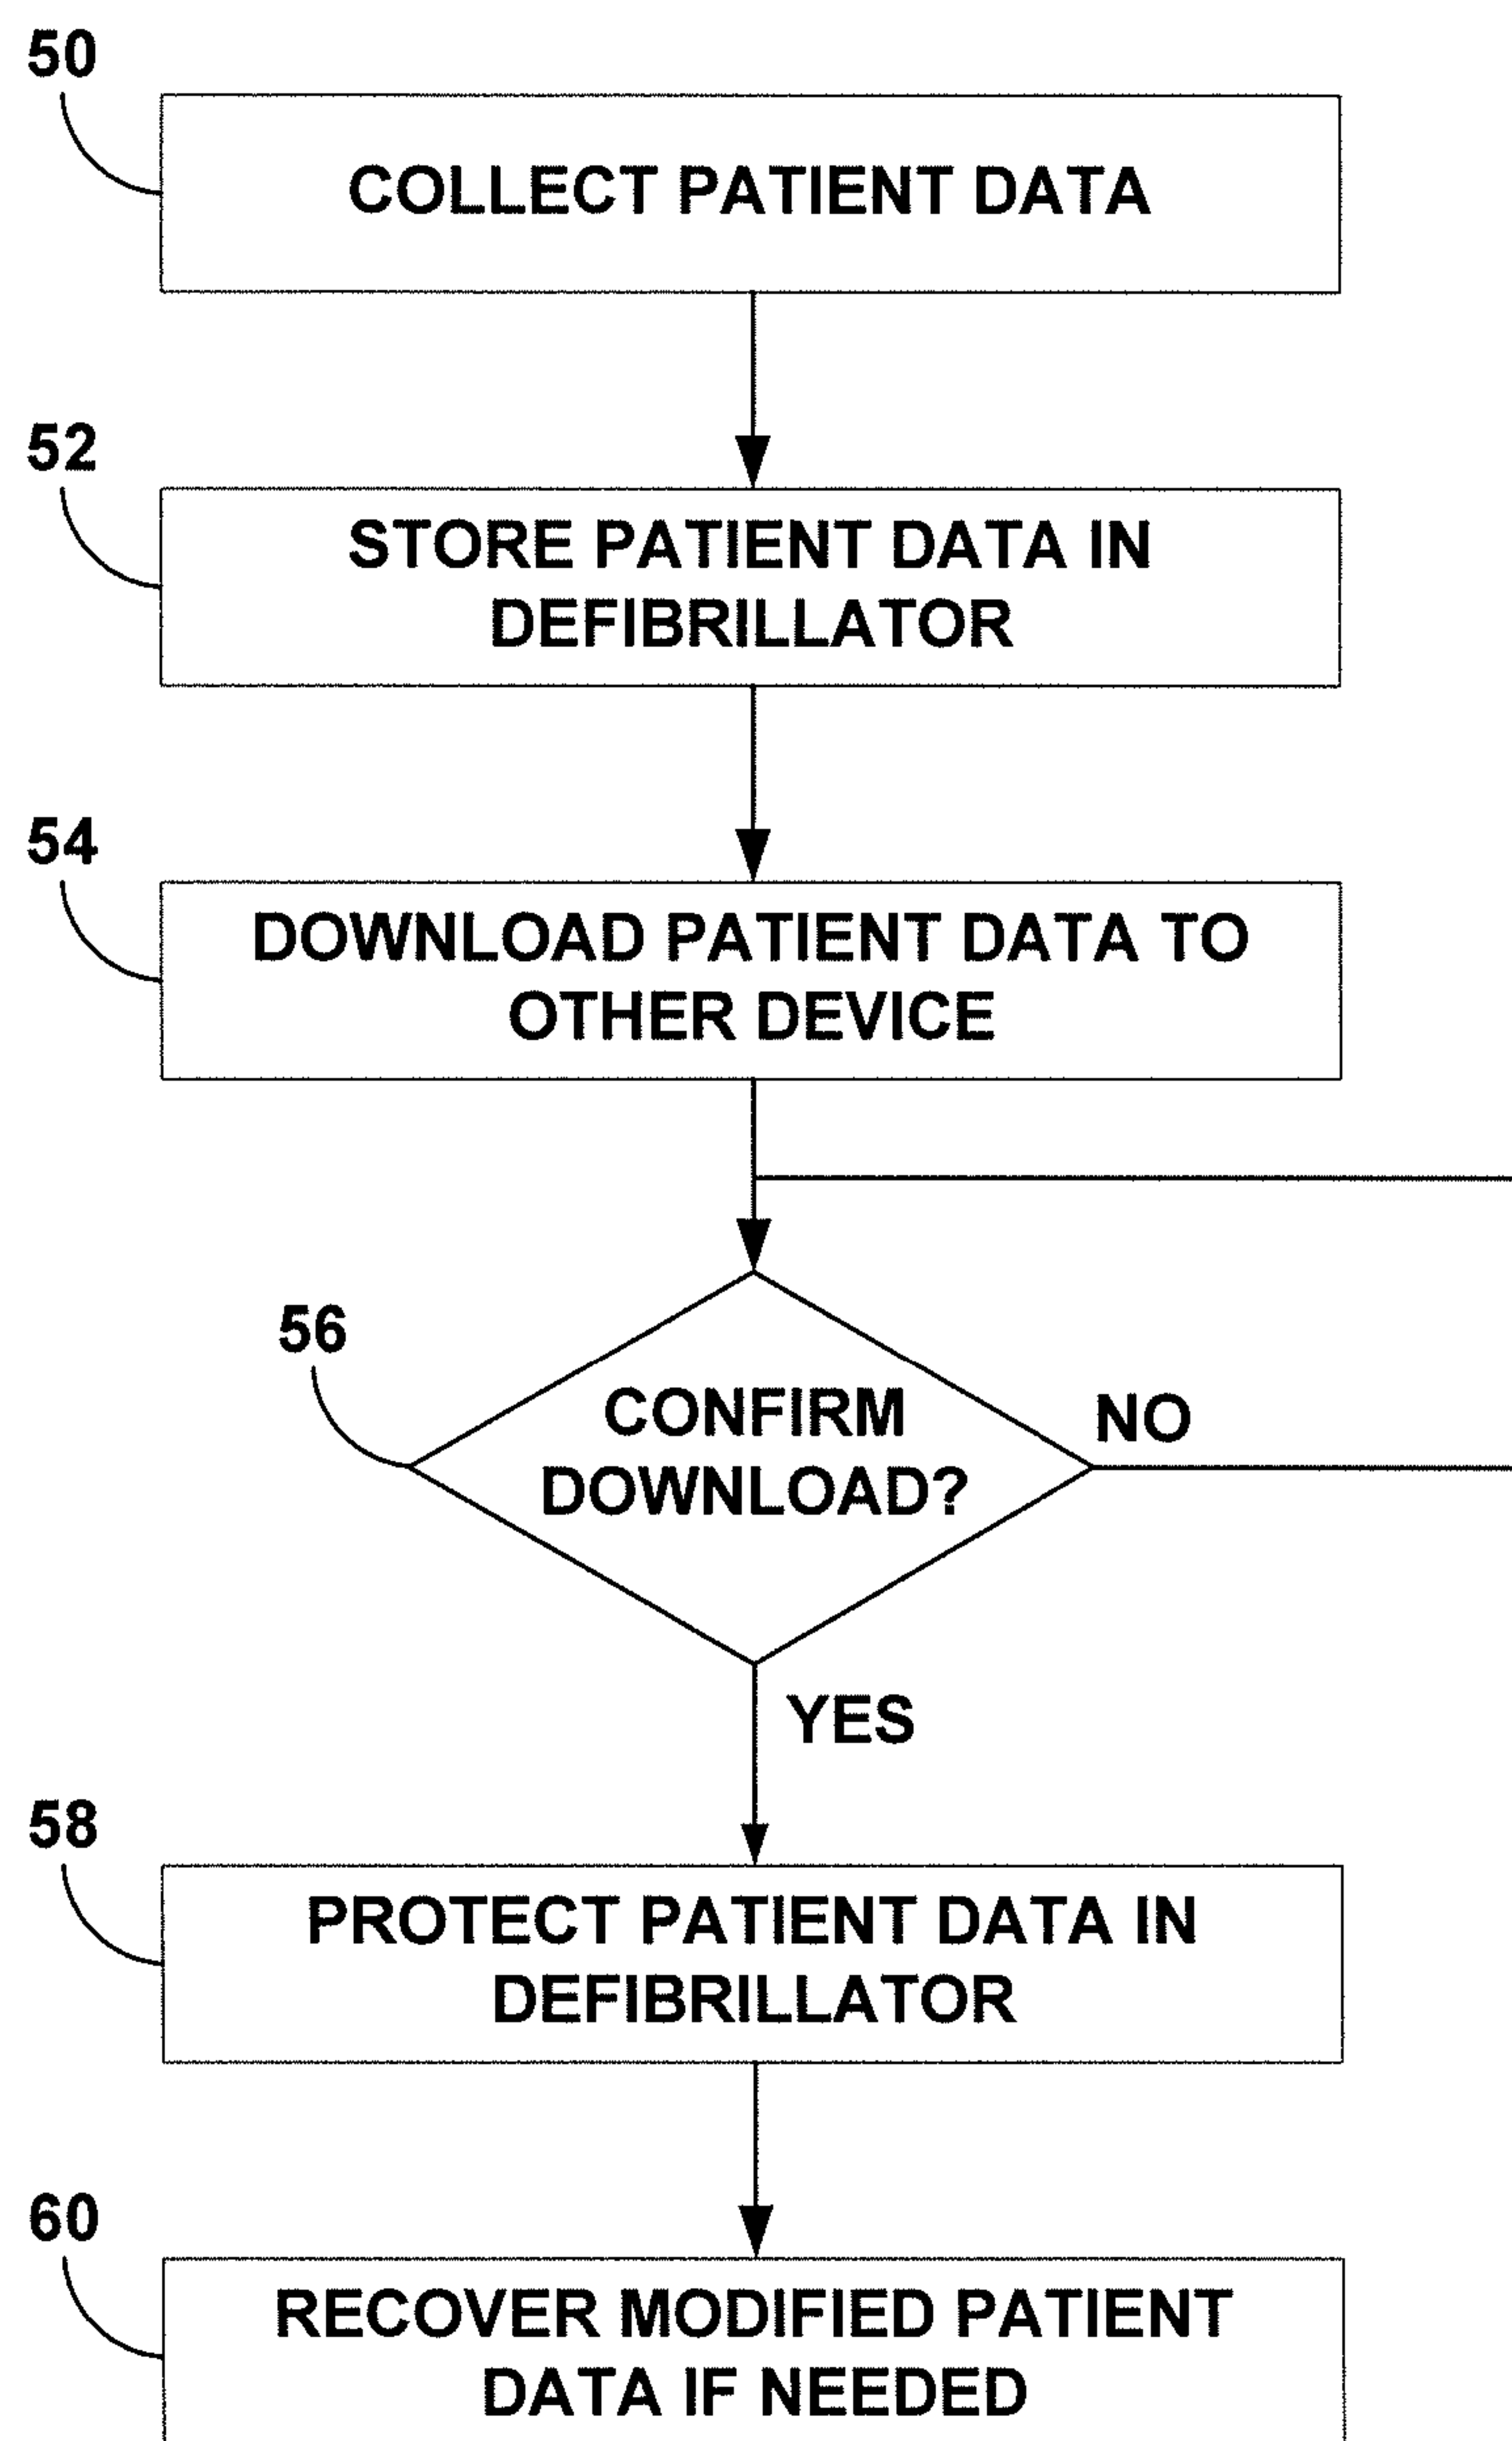 50
COLLECT PATIENT DATA
52
STORE PATIENT DATA IN
DEFIBRILLATOR
54
DOWNLOAD PATIENT DATA TO
OTHER DEVICE
56
CONFIRM
DOWNLOAD?
NO
YES
58
PROTECT PATIENT DATA IN
DEFIBRILLATOR
60
RECOVER MODIFIED PATIENT
DATA IF NEEDED